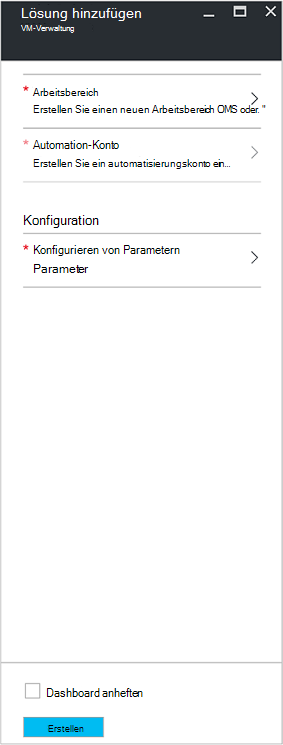 Lösung hinzufügen
VM-Verwaltung
* Arbeitsbereich
Erstellen Sie einen neuen Arbeitsbereich OMS oder. "
* Automation-Konto
Erstellen Sie ein automatisierungskonto ein...
Konfiguration
* Konfigurieren von Parametern
Parameter
Dashboard anheften
Erstellen